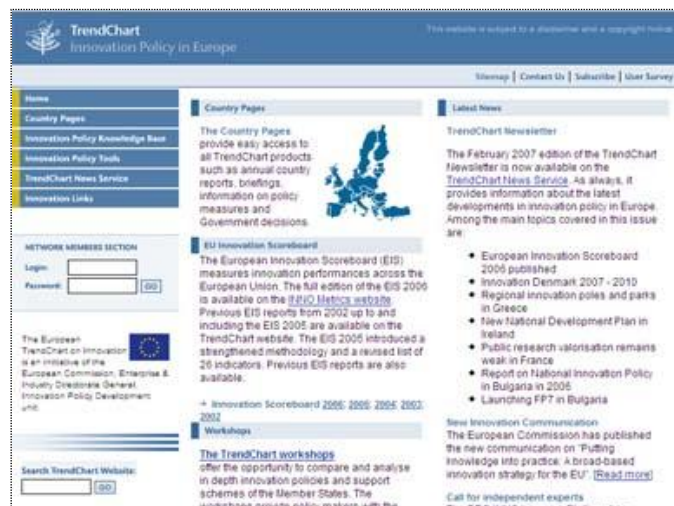 TrendChart
Innovation Policy in Europe
This website is subject to a disclaimer and a copyright notice
Sitemap | Contact Us | Subscribe | User Survey
Home
Country Pages
Innovation Policy Knowledge Base
Innovation Policy Tools
TrendChart News Service
Innovation Links
NETWORK MEMBERS SECTION
Login:
Password:
GO
The European
TrendChart on Innovation
is an initiative of the
European Commission, Enterprise &
Industry Directorate General,
Innovation Policy Development
unit.
Search TrendChart Website:
GO
Country Pages
The Country Pages
provide easy access to
all TrendChart products
such as annual country
reports, briefings,
information on policy
measures and
Government decisions.
EU Innovation Scoreboard
The European Innovation Scoreboard (EIS)
measures innovation performances across the
European Union. The full edition of the EIS 2006
is available on the INNO Metrics website.
Previous EIS reports from 2002 up to and
including the EIS 2005 are available on the
TrendChart website. The EIS 2005 introduced a
strengthened methodology and a revised list of
26 indicators. Previous EIS reports are also
available.
Innovation Scoreboard 2006; 2005; 2004; 2003;
2002
Workshops
The TrendChart workshops
offer the opportunity to compare and analyse
in depth innovation policies and support
schemes of the Member States. The
Latest News
TrendChart Newsletter
The February 2007 edition of the TrendChart
Newsletter is now available on the
TrendChart News Service. As always, it
provides information about the latest
developments in innovation policy in Europe.
Among the main topics covered in this issue
are:
European Innovation Scoreboard
2006 published
Innovation Denmark 2007 - 2010
Regional innovation poles and parks
in Greece
New National Development Plan in
Ireland
Public research valorisation remains
weak in France
Report on National Innovation Policy
in Bulgaria in 2006
Launching FP7 in Bulgaria
New Innovation Communication
The European Commission has published
the new communication on "Putting
knowledge into practice: A broad-based
innovation strategy for the EU". [Read more]
Call for independent experts